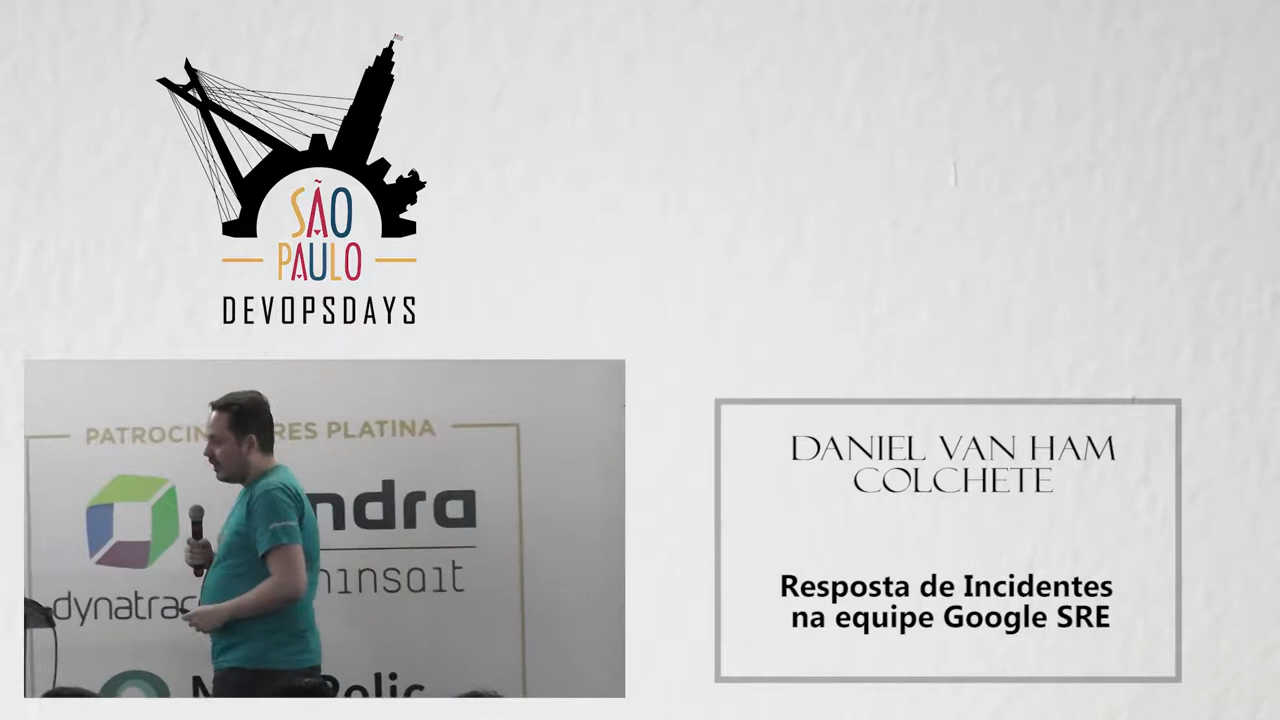 SÃO
PAULO
DEVOPSDAYS
PATROCIN RES PLATINA
ndra
dynatrac
DANIEL VAN HAM
COLCHETE
Resposta de Incidentes
na equipe Google SRE